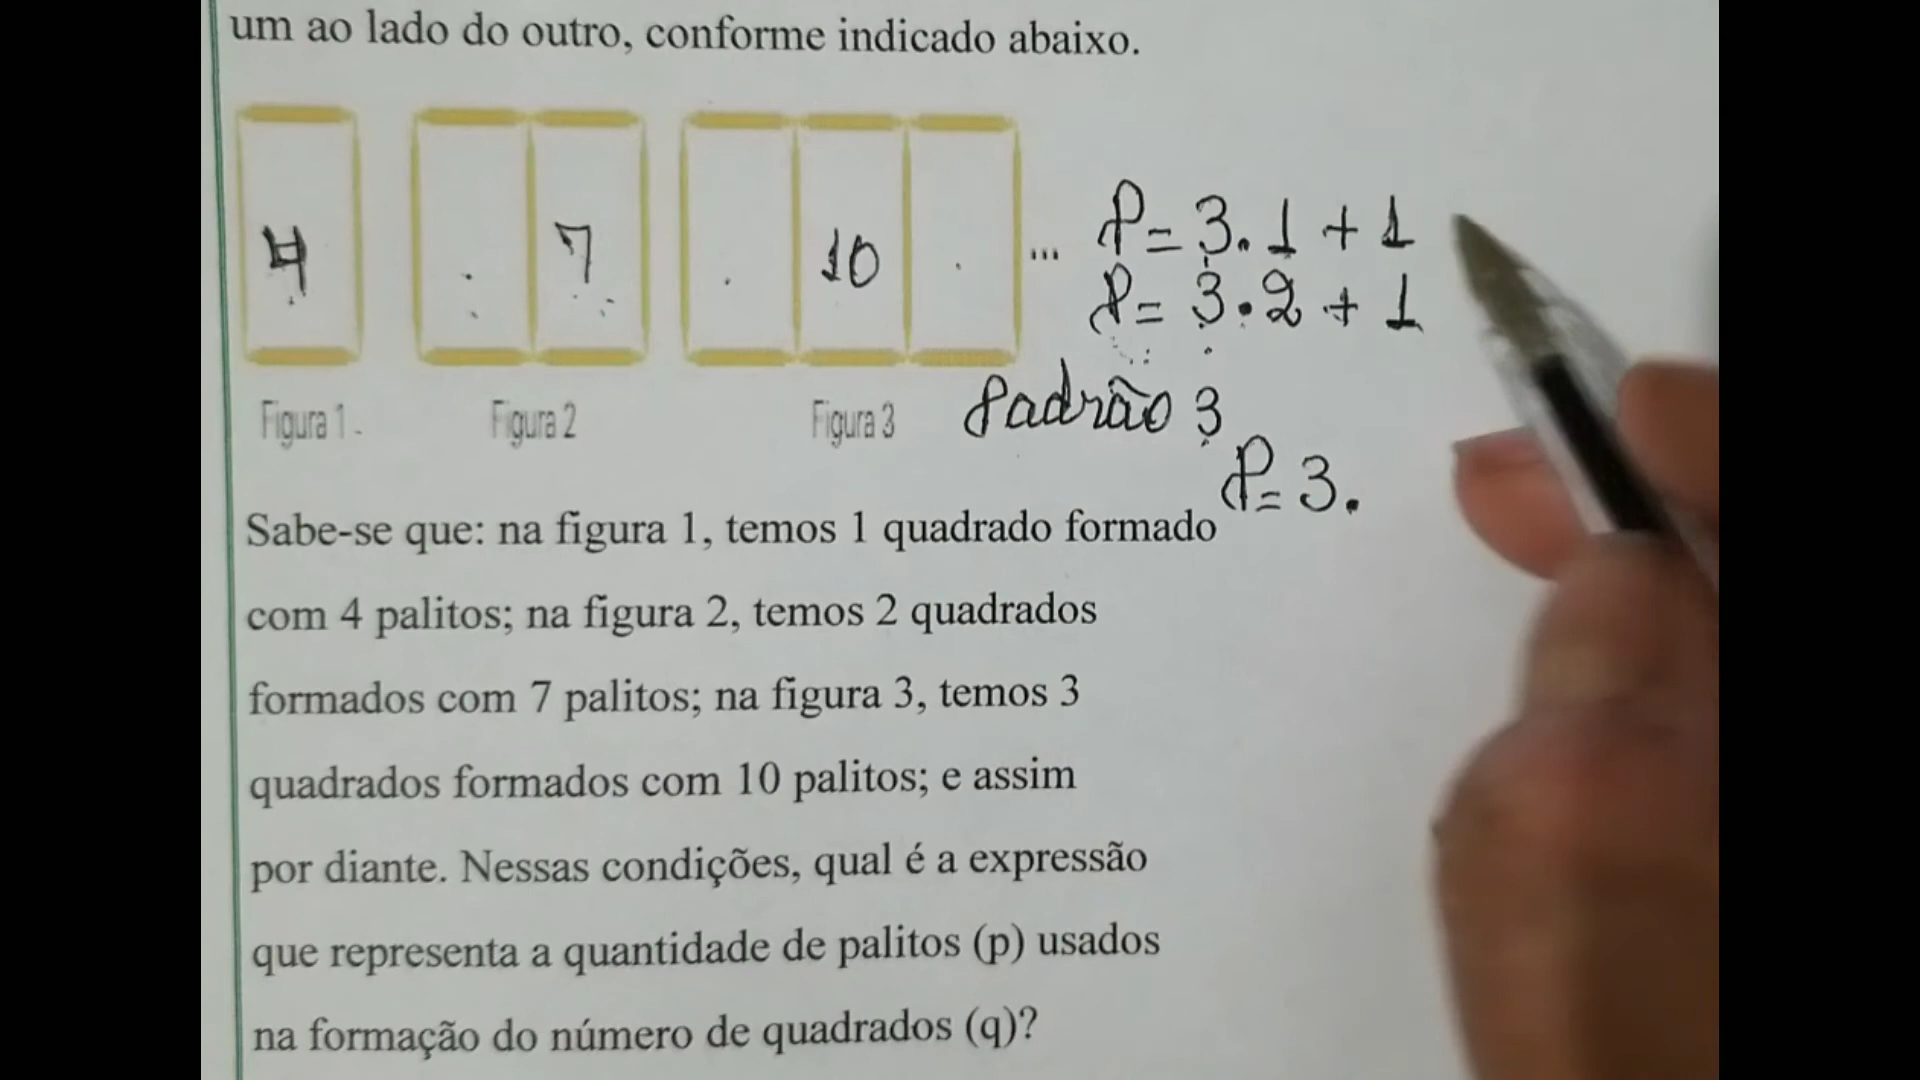 um ao lado do outro, conforme indicado abaixo.
4 7 10 ... P = 3.1 + 1
P = 3.2 + 1
Figura 1 Figura 2 Figura 3 Padrão 3
P = 3.
Sabe-se que: na figura 1, temos 1 quadrado formado
com 4 palitos; na figura 2, temos 2 quadrados
formados com 7 palitos; na figura 3, temos 3
quadrados formados com 10 palitos; e assim
por diante. Nessas condições, qual é a expressão
que representa a quantidade de palitos (p) usados
na formação do número de quadrados (q)?